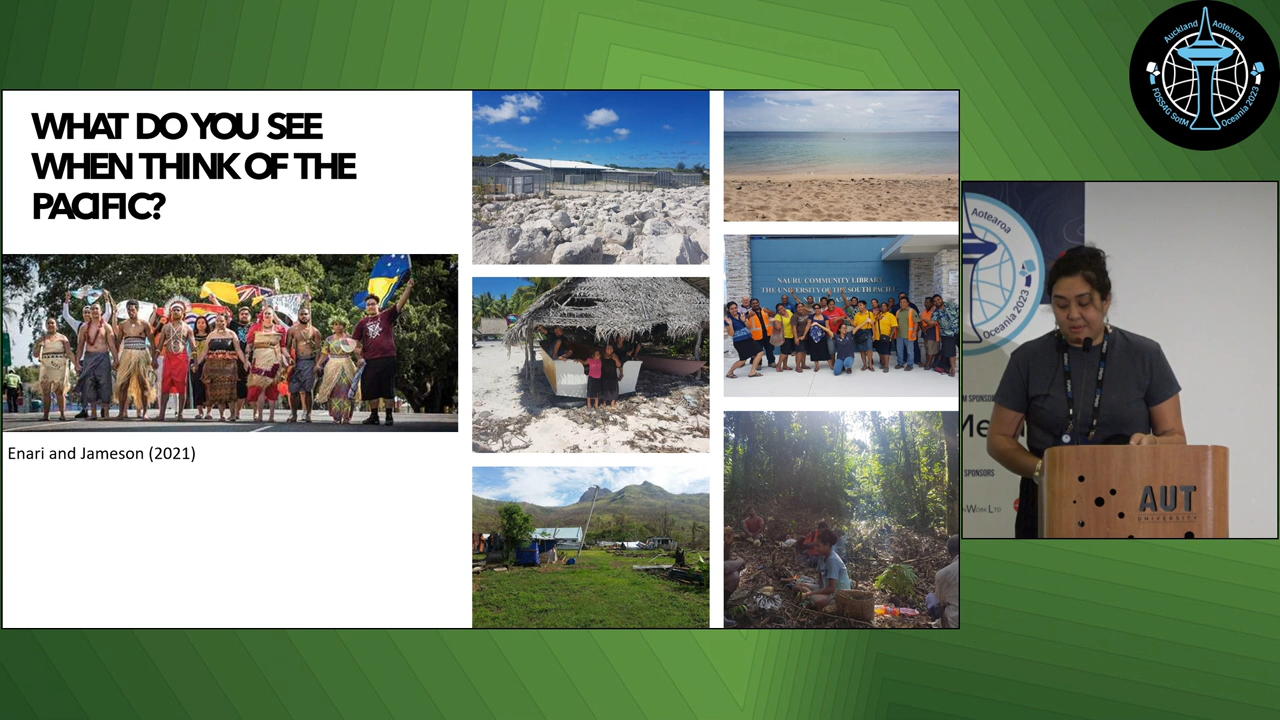 WHAT DO YOU SEE
WHEN THINK OF THE
PACIFIC?
Enari and Jameson (2021)
NAURU COMMUNITY LIBRARY
THE UNIVERSITY OF THE SOUTH PACIFIC
Auckland Aotearoa
FOSS4G SotM Oceania 2023
Aotearoa
Oceania 2023
SPONSORS
AUT
UNIVERSITY